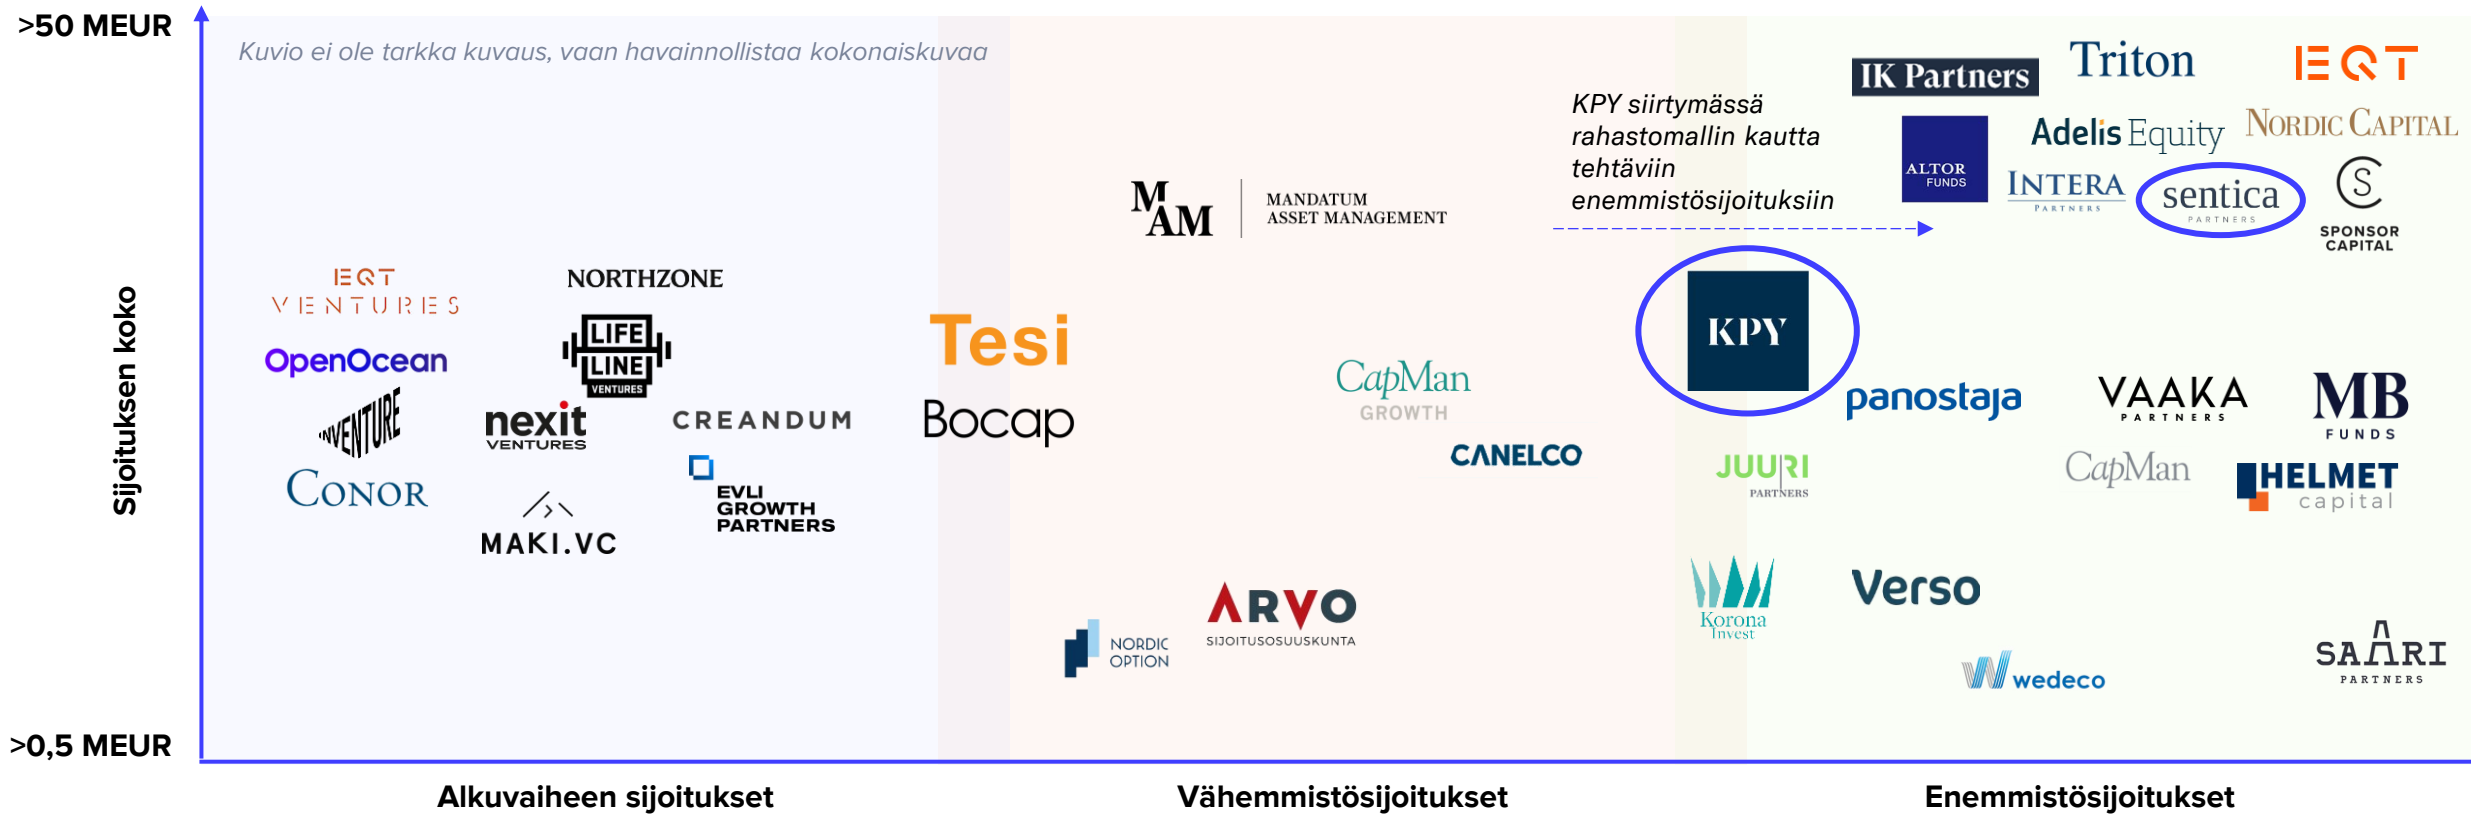 >50 MEUR
Kuvio ei ole tarkka kuvaus, vaan havainnollistaa kokonaiskuvaa
Sijoituksen koko
>0,5 MEUR
EQT
VENTURES
NORTHZONE
OpenOcean
LIFE
LINE
VENTURES
INVENTURE
nexit
VENTURES
CREANDUM
CONOR
EVLI
GROWTH
PARTNERS
MAKI.VC
Tesi
Bocap
MAM
MANDATUM
ASSET MANAGEMENT
CapMan
GROWTH
CANELCO
ARVO
SIJOITUSOSUUSKUNTA
NORDIC
OPTION
KPY siirtymässä
rahastomallin kautta
tehtäviin
enemmistösijoituksiin
KPY
JUURI
PARTNERS
Korona
Invest
IK Partners
Triton
EQT
ALTOR
FUNDS
Adelis Equity
NORDIC CAPITAL
INTERA
PARTNERS
sentica
PARTNERS
SPONSOR
CAPITAL
panostaja
VAAKA
PARTNERS
MB
FUNDS
CapMan
HELMET
capital
Verso
wedeco
SAARI
PARTNERS
Alkuvaiheen sijoitukset
Vähemmistösijoitukset
Enemmistösijoitukset